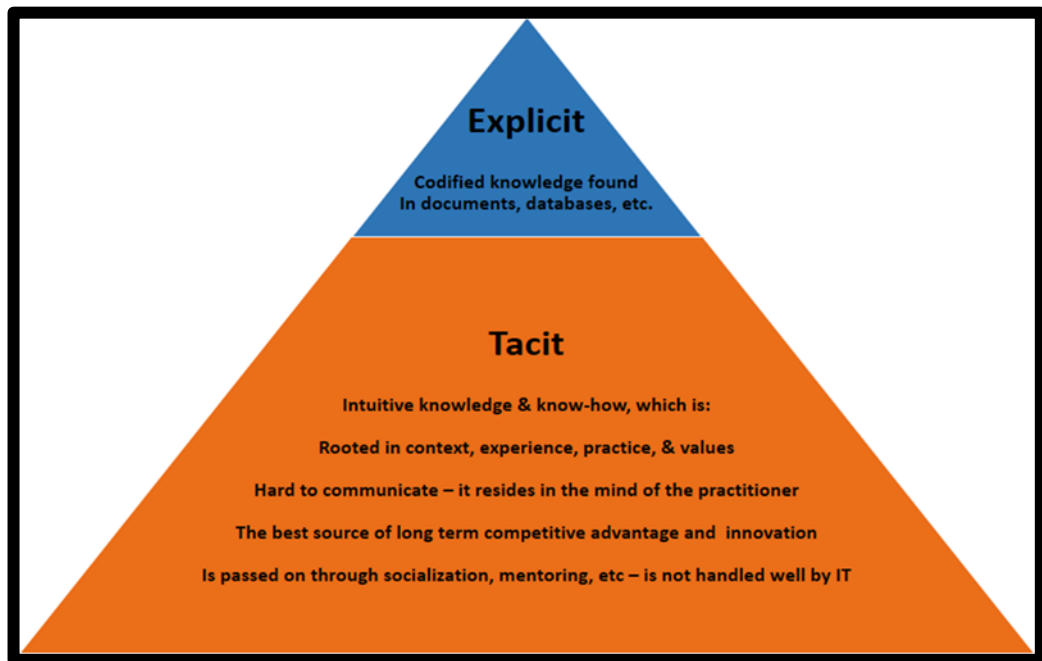 Explicit
Codified knowledge found
In documents, databases, etc.
Tacit
Intuitive knowledge & know-how, which is:
Rooted in context, experience, practice, & values
Hard to communicate – it resides in the mind of the practitioner
The best source of long term competitive advantage and innovation
Is passed on through socialization, mentoring, etc – is not handled well by IT